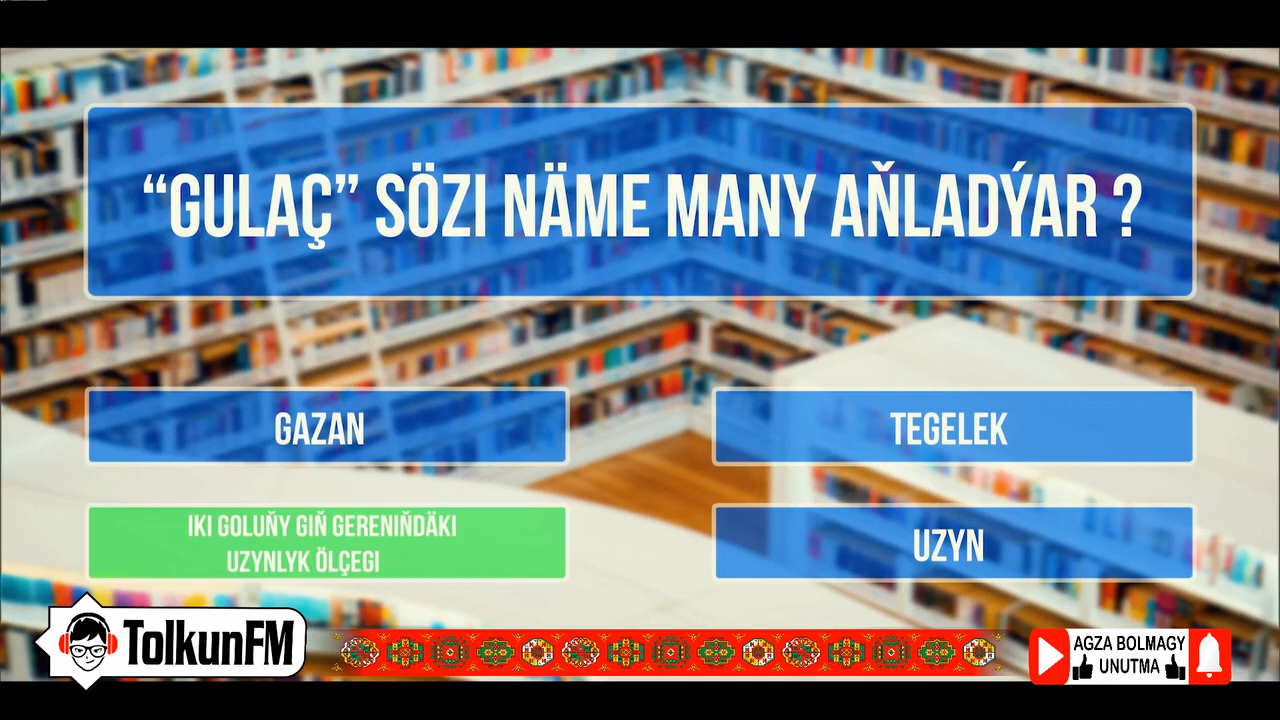 “GULAÇ” SÖZI NÄME MANY AŇLADÝAR ?
GAZAN
TEGELEK
IKI GOLUŇY GIŇ GERENIŇDÄKI
UZYNLYK ÖLÇEGI
UZYN
TolkunFM
AGZA BOLMAGY
UNUTMA